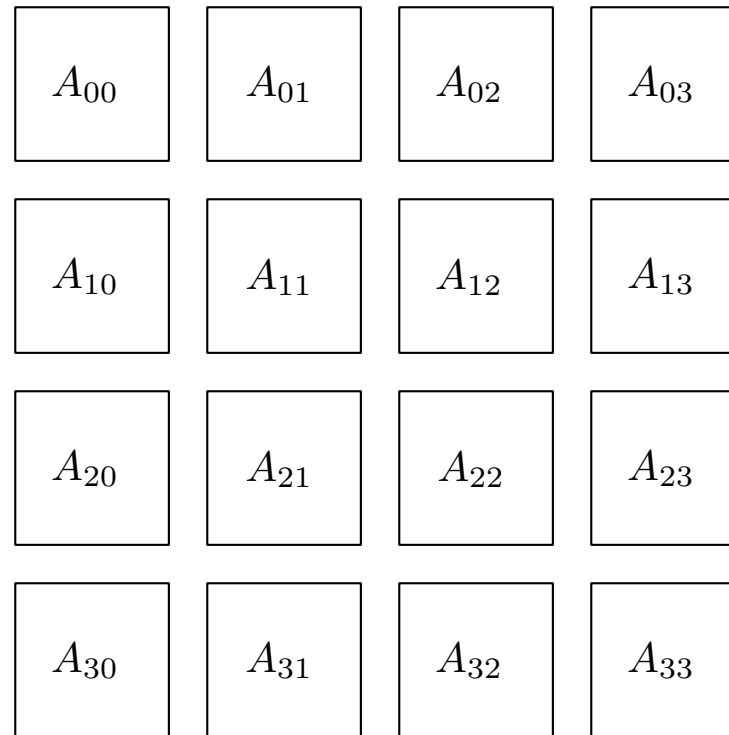 A₀₀ A₀₁ A₀₂ A₀₃
A₁₀ A₁₁ A₁₂ A₁₃
A₂₀ A₂₁ A₂₂ A₂₃
A₃₀ A₃₁ A₃₂ A₃₃